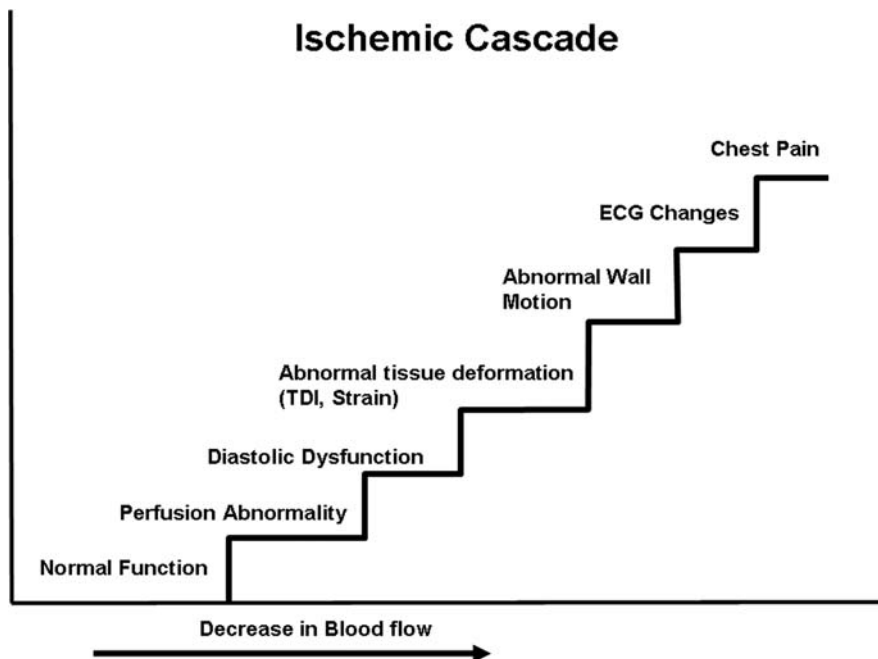 Ischemic Cascade
Chest Pain
ECG Changes
Abnormal Wall
Motion
Abnormal tissue deformation
(TDI, Strain)
Diastolic Dysfunction
Perfusion Abnormality
Normal Function
Decrease in Blood flow